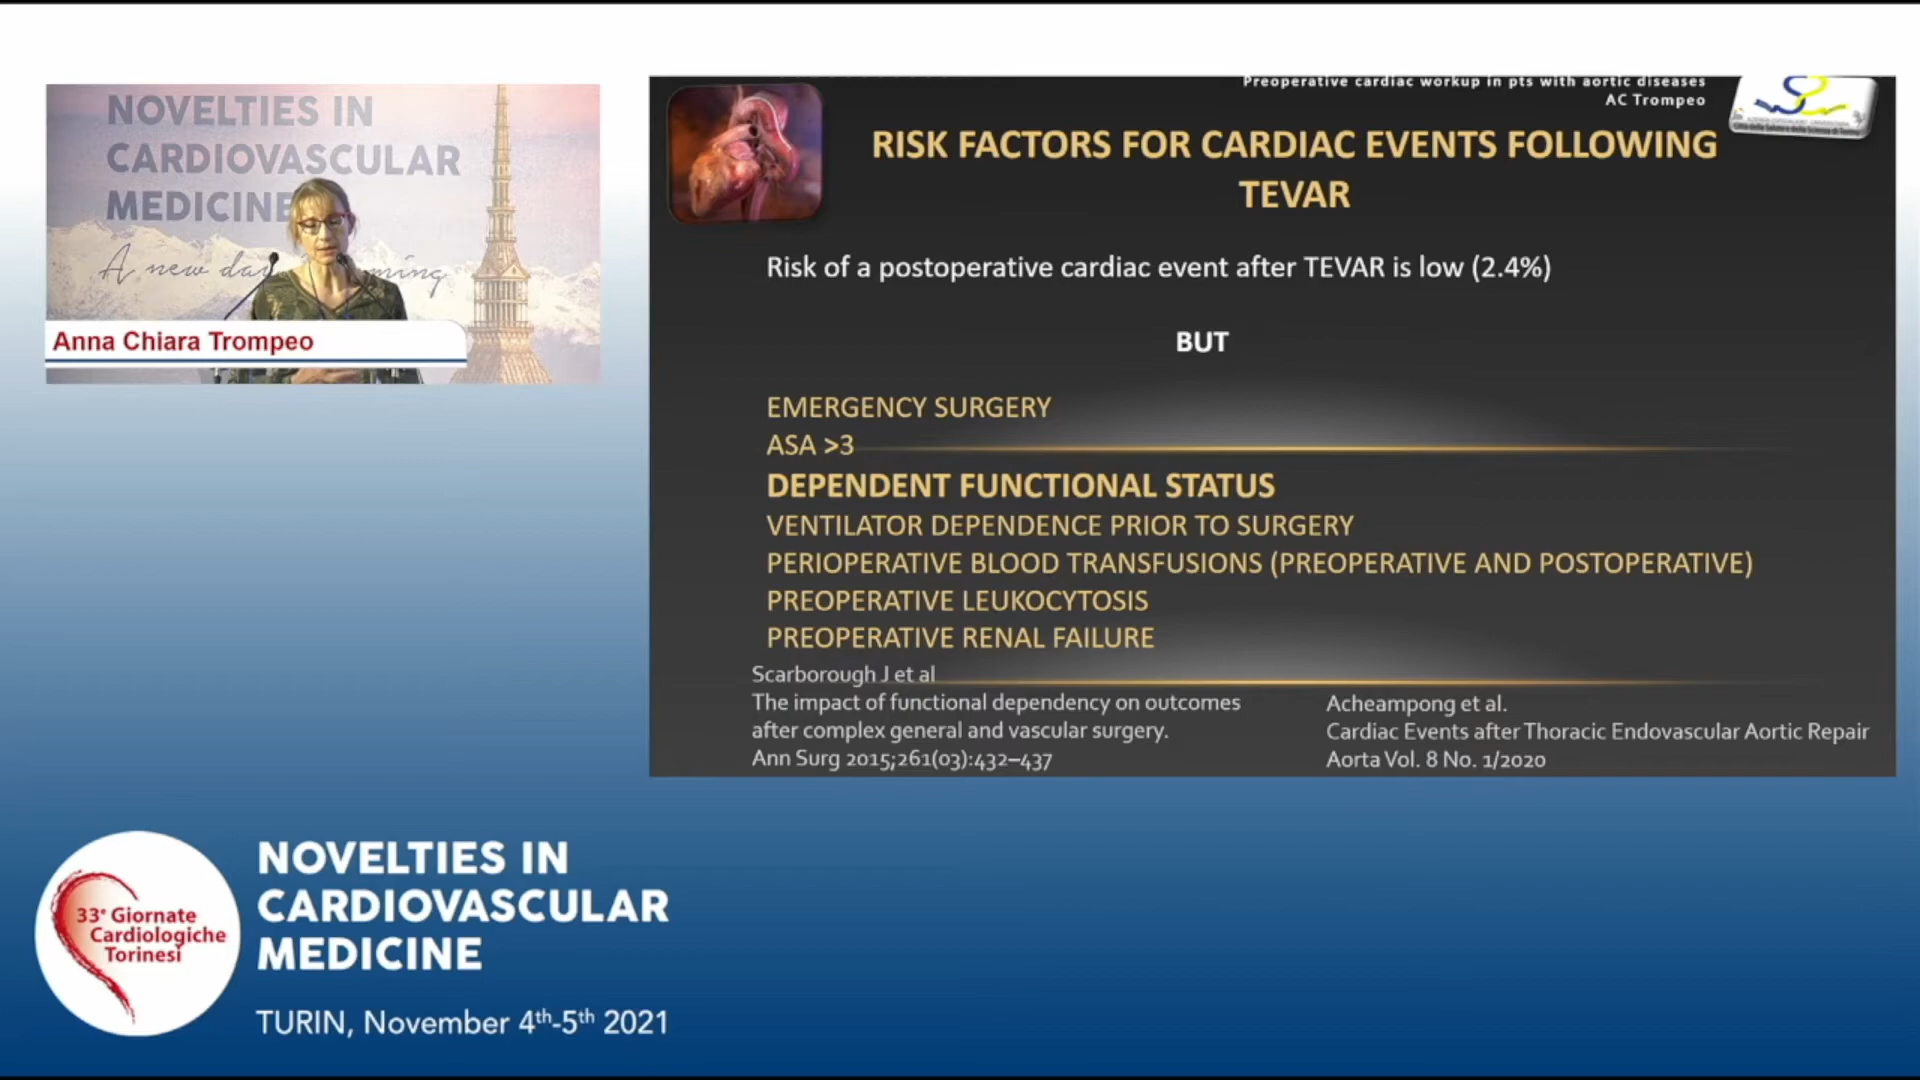 NOVELTIES IN
CARDIOVASCULAR
MEDICINE
A new day
ming
Anna Chiara Trompeo
Preoperative cardiac workup in pts with aortic diseases
AC Trompeo
RISK FACTORS FOR CARDIAC EVENTS FOLLOWING
TEVAR
Risk of a postoperative cardiac event after TEVAR is low (2.4%)
BUT
EMERGENCY SURGERY
ASA >3
DEPENDENT FUNCTIONAL STATUS
VENTILATOR DEPENDENCE PRIOR TO SURGERY
PERIOPERATIVE BLOOD TRANSFUSIONS (PREOPERATIVE AND POSTOPERATIVE)
PREOPERATIVE LEUKOCYTOSIS
PREOPERATIVE RENAL FAILURE
Scarborough J et al
The impact of functional dependency on outcomes
after complex general and vascular surgery.
Ann Surg 2015;261(03):432–437
Acheampong et al.
Cardiac Events after Thoracic Endovascular Aortic Repair
Aorta Vol. 8 No. 1/2020
33° Giornate
Cardiologiche
Torinesi
NOVELTIES IN
CARDIOVASCULAR
MEDICINE
TURIN, November 4th-5th 2021